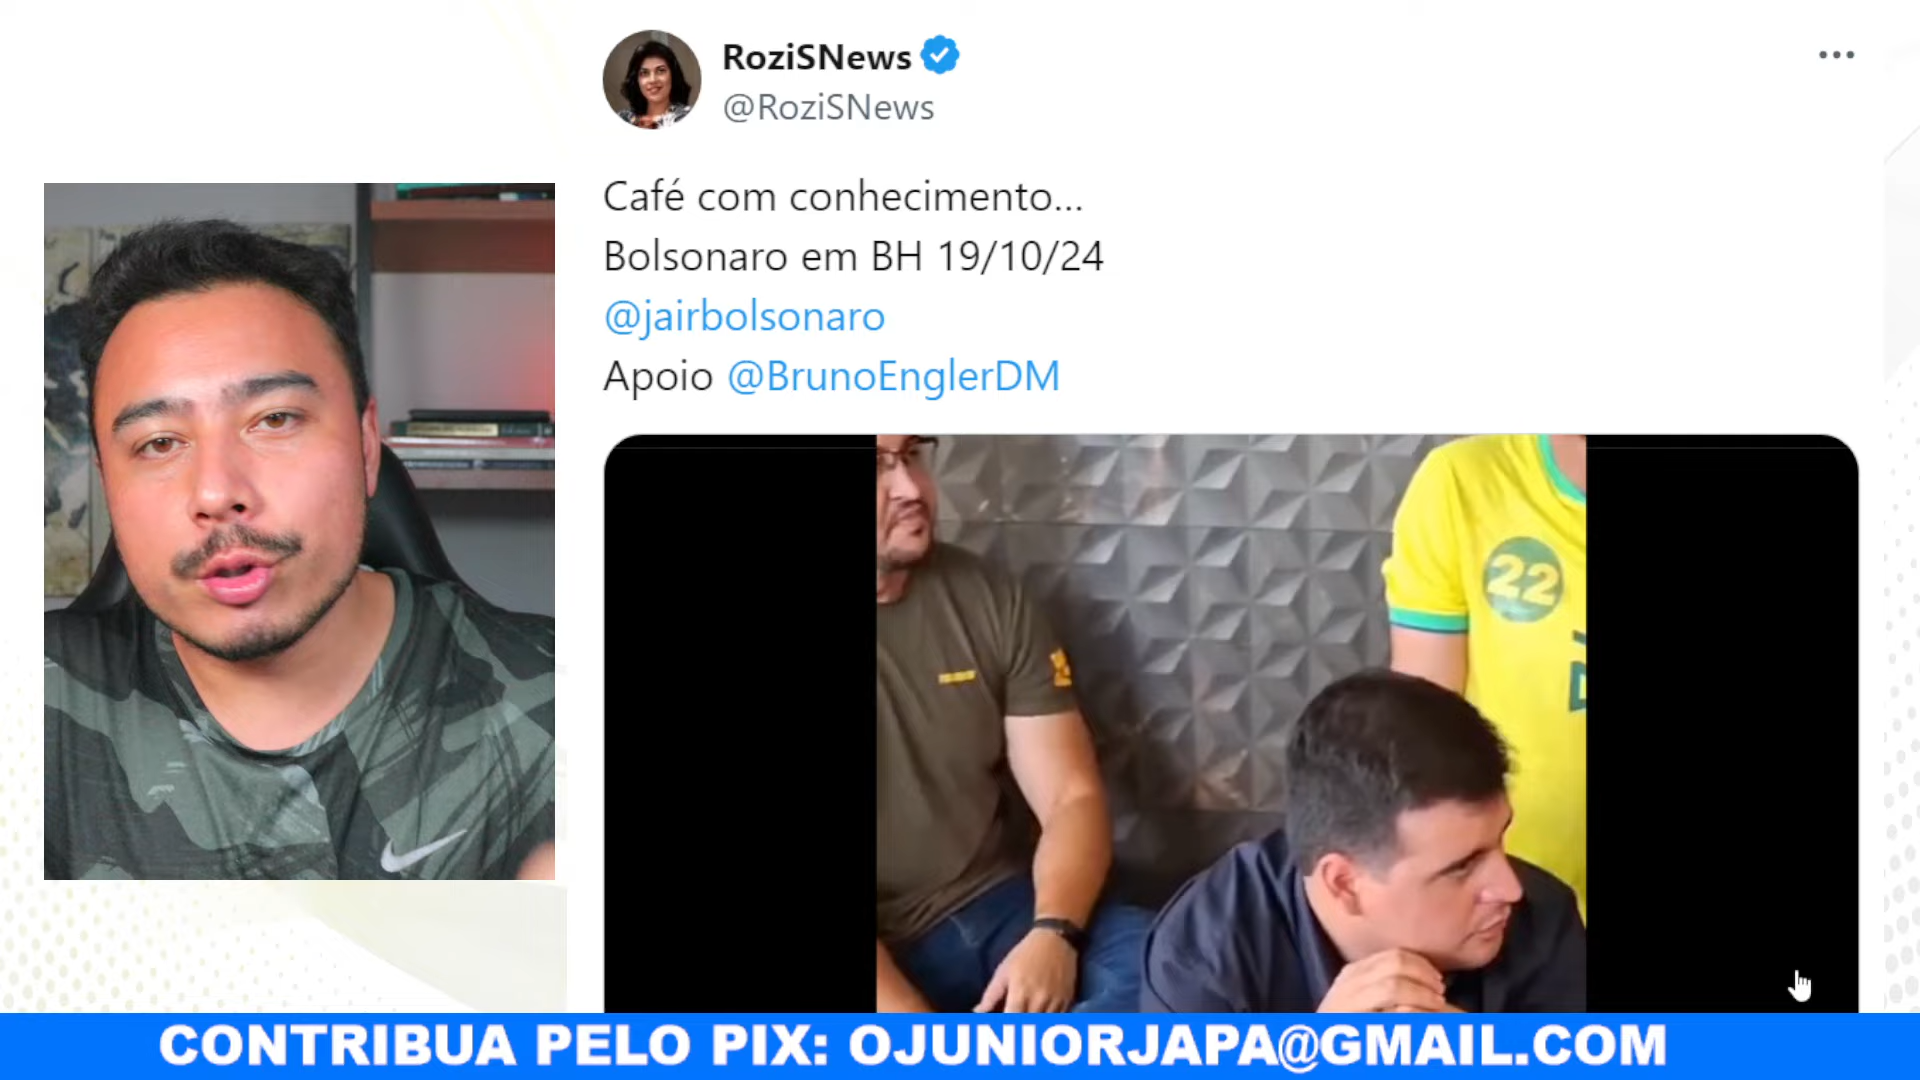 RoziSNews
@RoziSNews
Café com conhecimento...
Bolsonaro em BH 19/10/24
@jairbolsonaro
Apoio @BrunoEnglerDM
22
CONTRIBUA PELO PIX: OJUNIORJAPA@GMAIL.COM